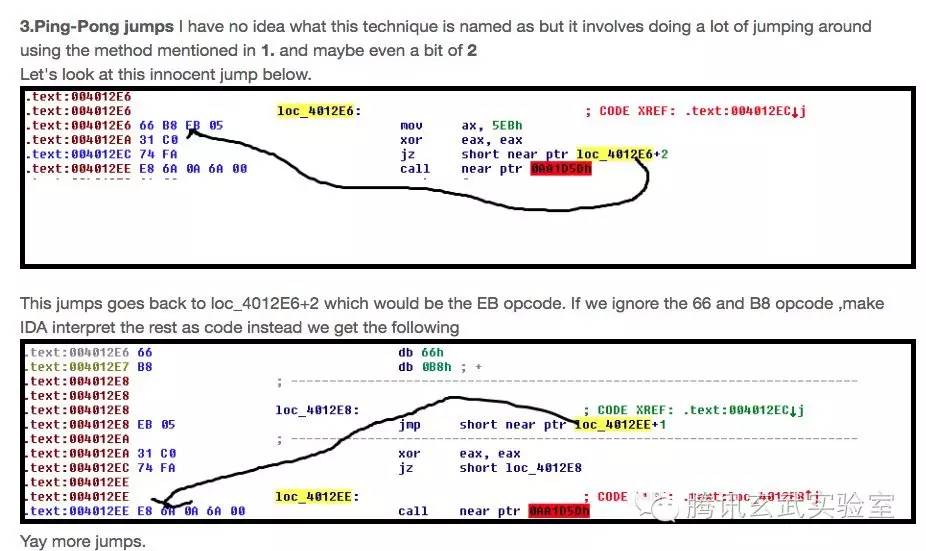 3.Ping-Pong jumps I have no idea what this technique is named as but it involves doing a lot of jumping around
using the method mentioned in 1. and maybe even a bit of 2
Let's look at this innocent jump below.
.text:004012E6
.text:004012E6 loc_4012E6: ; CODE XREF: .text:004012EC↓j
.text:004012E6 66 B8 EB 05 mov ax, 5EBh
.text:004012EA 31 C0 xor eax, eax
.text:004012EC 74 FA jz short near ptr loc_4012E6+2
.text:004012EE E8 6A 0A 6A 00 call near ptr 0AA1D5Dh
This jumps goes back to loc_4012E6+2 which would be the EB opcode. If we ignore the 66 and B8 opcode ,make
IDA interpret the rest as code instead we get the following
.text:004012E6 66 db 66h
.text:004012E7 B8 db 0B8h ; +
.text:004012E8 ; ---------------------------------------------------------------------------
.text:004012E8
.text:004012E8 loc_4012E8: ; CODE XREF: .text:004012EC↓j
.text:004012E8 EB 05 jmp short near ptr loc_4012EE+1
.text:004012EA ; ---------------------------------------------------------------------------
.text:004012EA 31 C0 xor eax, eax
.text:004012EC 74 FA jz short loc_4012E8
.text:004012EE
.text:004012EE loc_4012EE: ; CODE .text:loc_4012E8↑j
.text:004012EE E8 6A 0A 6A 00 call near ptr 0AA1D5Dh
腾讯玄武实验室
Yay more jumps.